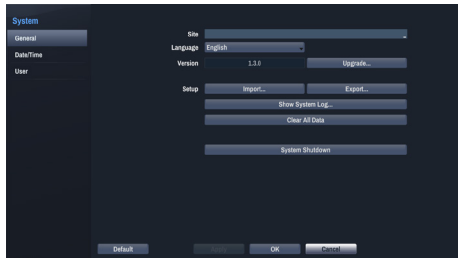 System
General
Date/Time
User
Site
Language English
Version 1.3.0 Upgrade...
Setup Import... Export...
Show System Log...
Clear All Data
System Shutdown
Default Apply OK Cancel